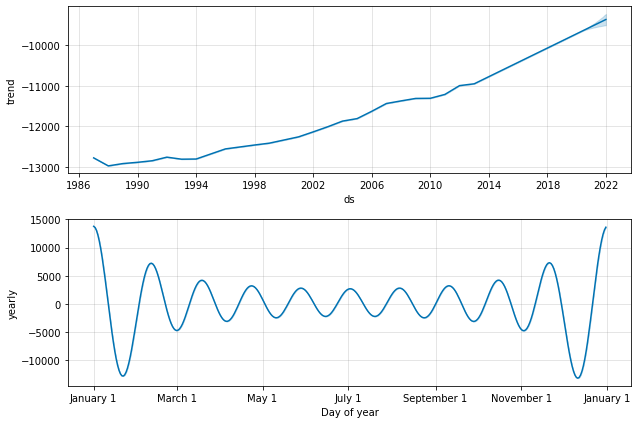 trend
−10000
−11000
−12000
−13000
1986 1990 1994 1998 2002 2006 2010 2014 2018 2022
ds
yearly
15000
10000
5000
0
−5000
−10000
January 1 March 1 May 1 July 1 September 1 November 1 January 1
Day of year